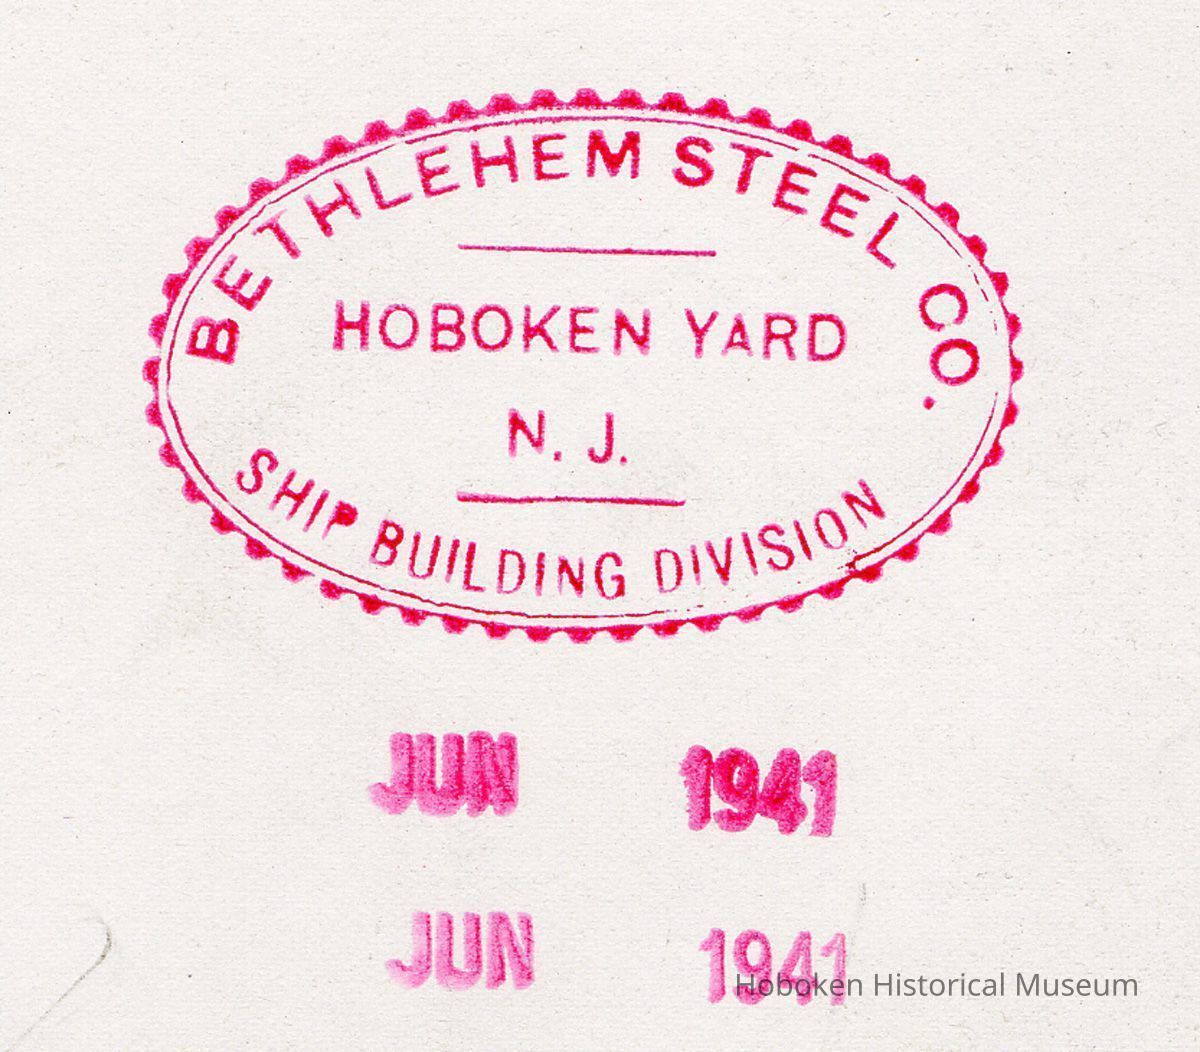 BETHLEHEM STEEL CO.
HOBOKEN YARD
N. J.
SHIP BUILDING DIVISION
JUN 1941
JUN 1941
Hoboken Historical Museum